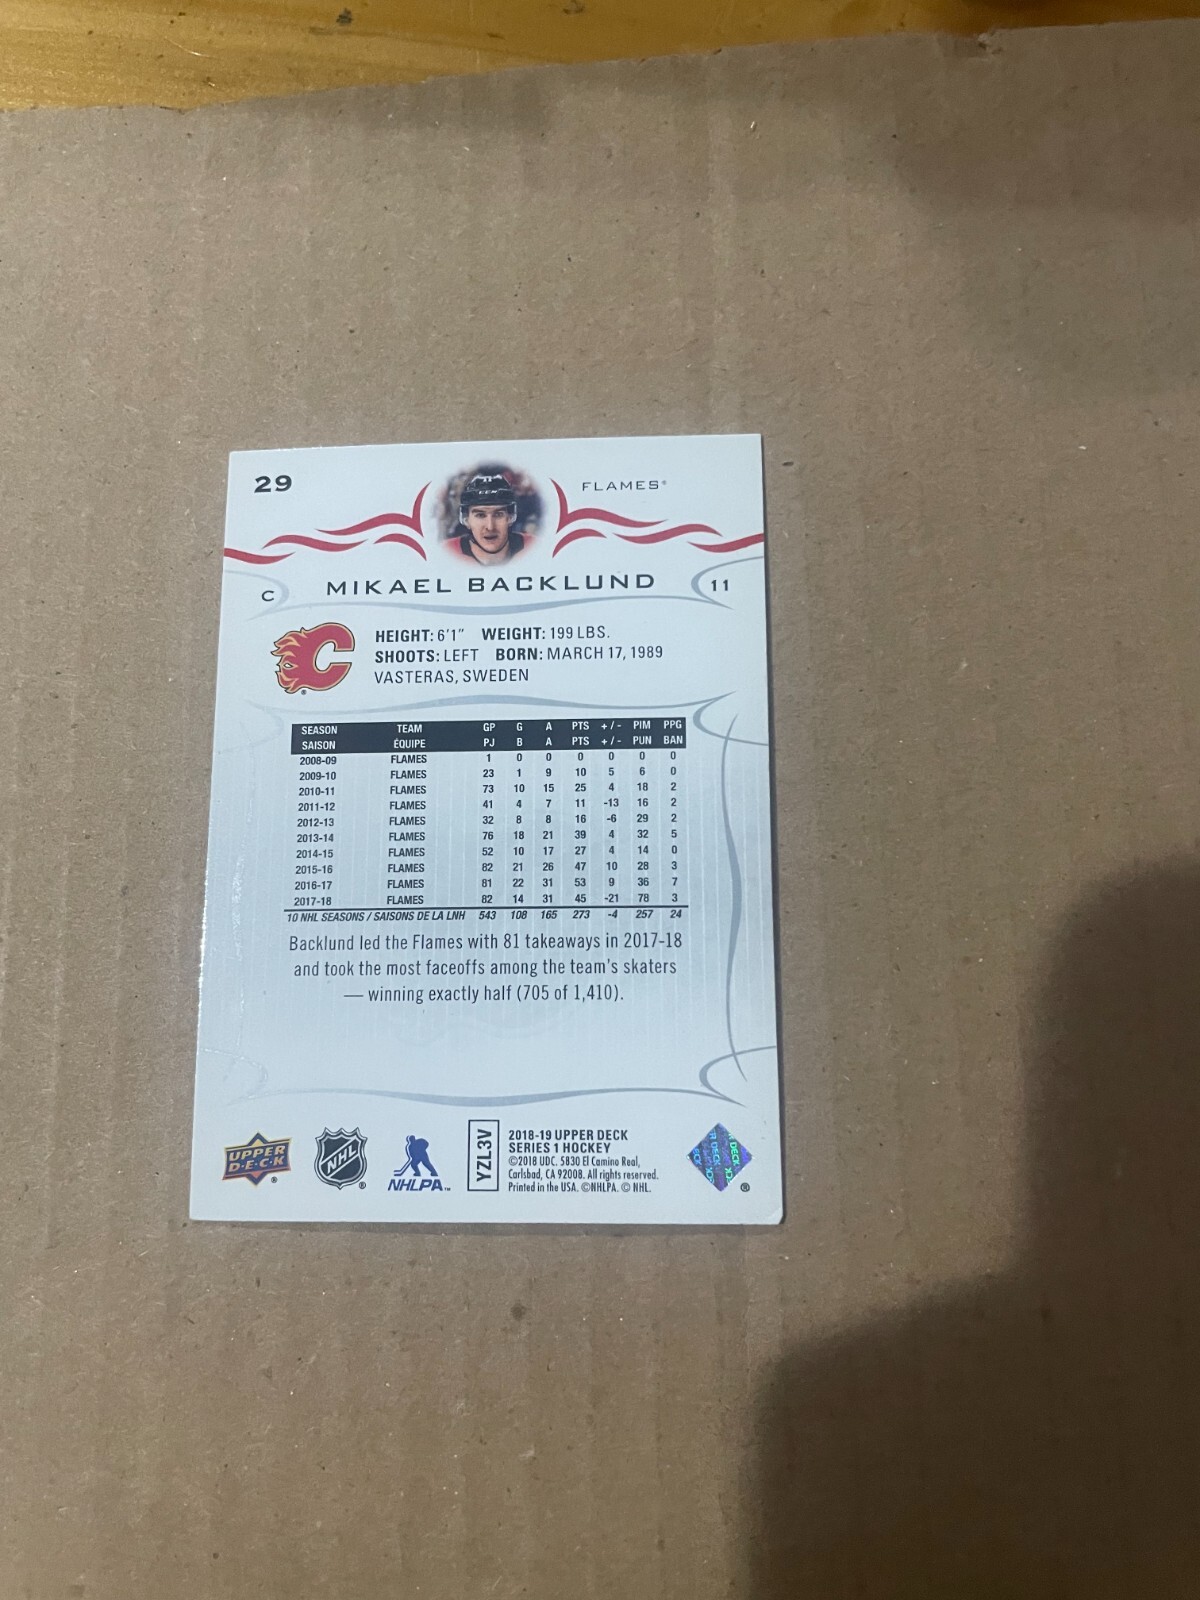 29
FLAMES®
C
MIKAEL BACKLUND
11
HEIGHT: 6'1" WEIGHT: 199 LBS.
SHOOTS: LEFT BORN: MARCH 17, 1989
VASTERAS, SWEDEN
SEASON TEAM GP G A PTS +/- PIM PPG
SAISON ÉQUIPE PJ B A PTS +/- PUN BAN
2008-09 FLAMES 1 0 0 0 0 0 0
2009-10 FLAMES 23 1 9 10 5 6 0
2010-11 FLAMES 73 10 15 25 4 18 2
2011-12 FLAMES 41 4 7 11 -13 16 2
2012-13 FLAMES 32 8 8 16 -6 29 2
2013-14 FLAMES 76 18 21 39 4 32 5
2014-15 FLAMES 52 10 17 27 4 14 0
2015-16 FLAMES 82 21 26 47 10 28 3
2016-17 FLAMES 81 22 31 53 9 36 7
2017-18 FLAMES 82 14 31 45 -21 78 3
10 NHL SEASONS / SAISONS DE LA LNH 543 108 165 273 -4 257 24
Backlund led the Flames with 81 takeaways in 2017-18
and took the most faceoffs among the team's skaters
— winning exactly half (705 of 1,410).
UPPER
D·E·C·K
NHL
NHLPA™
YZL3V
2018-19 UPPER DECK
SERIES 1 HOCKEY
©2018 UDC. 5830 El Camino Real,
Carlsbad, CA 92008. All rights reserved.
Printed in the USA. ©NHLPA. © NHL.